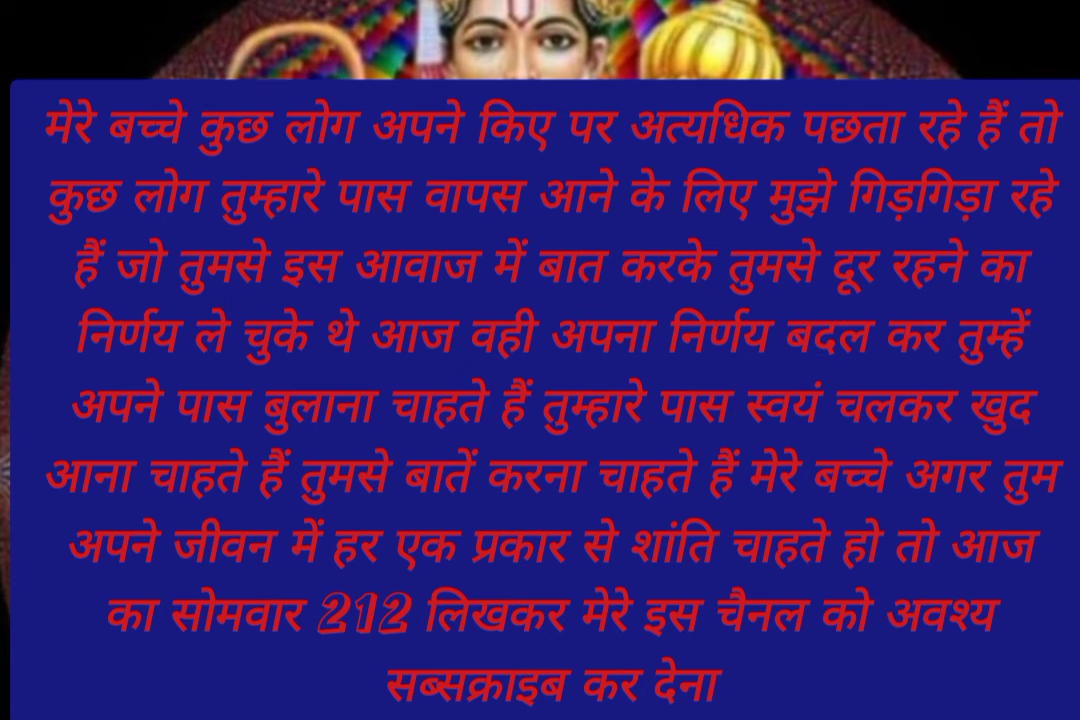 मेरे बच्चे कुछ लोग अपने किए पर अत्यधिक पछता रहे हैं तो
कुछ लोग तुम्हारे पास वापस आने के लिए मुझे गिड़गिड़ा रहे
हैं जो तुमसे इस आवाज में बात करके तुमसे दूर रहने का
निर्णय ले चुके थे आज वही अपना निर्णय बदल कर तुम्हें
अपने पास बुलाना चाहते हैं तुम्हारे पास स्वयं चलकर खुद
आना चाहते हैं तुमसे बातें करना चाहते हैं मेरे बच्चे अगर तुम
अपने जीवन में हर एक प्रकार से शांति चाहते हो तो आज
का सोमवार 212 लिखकर मेरे इस चैनल को अवश्य
सब्सक्राइब कर देना